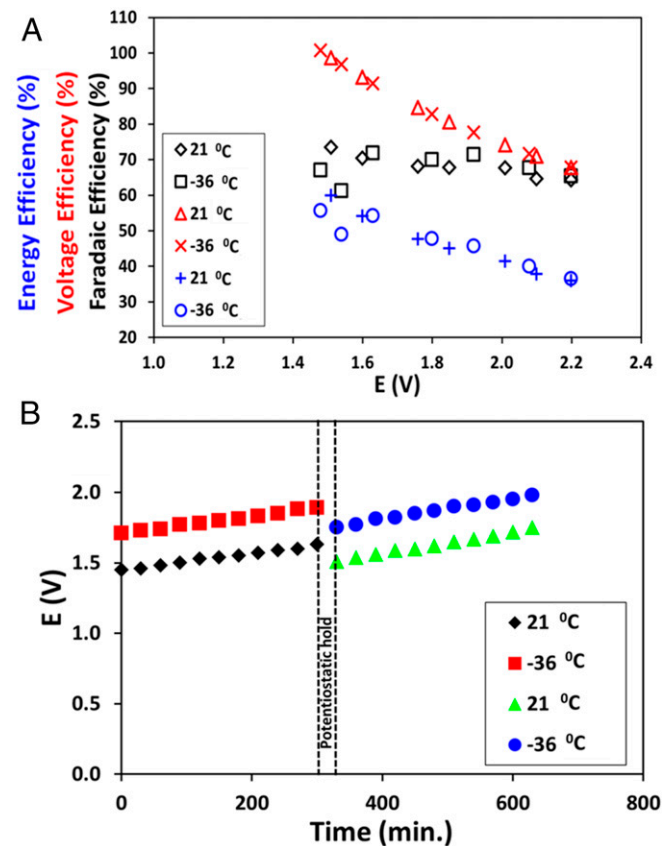 A
Energy Efficiency (%)
Voltage Efficiency (%)
Faradaic Efficiency (%)
110
100
90
80
70
60
50
40
30
20
21 ⁰C
-36 ⁰C
21 ⁰C
-36 ⁰C
21 ⁰C
-36 ⁰C
1.0 1.2 1.4 1.6 1.8 2.0 2.2 2.4
E (V)
B
E (V)
2.5
2.0
1.5
1.0
0.5
0.0
Potentiostatic hold
21 ⁰C
-36 ⁰C
21 ⁰C
-36 ⁰C
0 200 400 600 800
Time (min.)